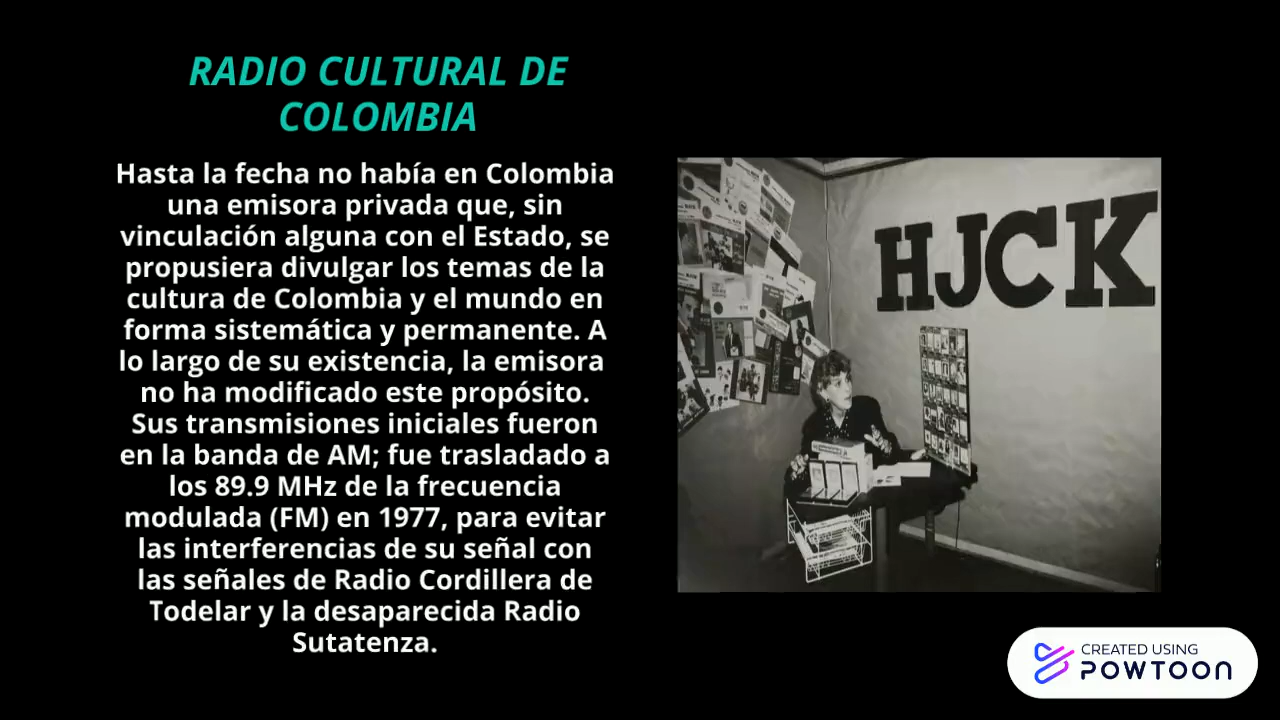 RADIO CULTURAL DE
COLOMBIA
Hasta la fecha no había en Colombia
una emisora privada que, sin
vinculación alguna con el Estado, se
propusiera divulgar los temas de la
cultura de Colombia y el mundo en
forma sistemática y permanente. A
lo largo de su existencia, la emisora
no ha modificado este propósito.
Sus transmisiones iniciales fueron
en la banda de AM; fue trasladado a
los 89.9 MHz de la frecuencia
modulada (FM) en 1977, para evitar
las interferencias de su señal con
las señales de Radio Cordillera de
Todelar y la desaparecida Radio
Sutatenza.
HJCK
CREATED USING
POWTOON